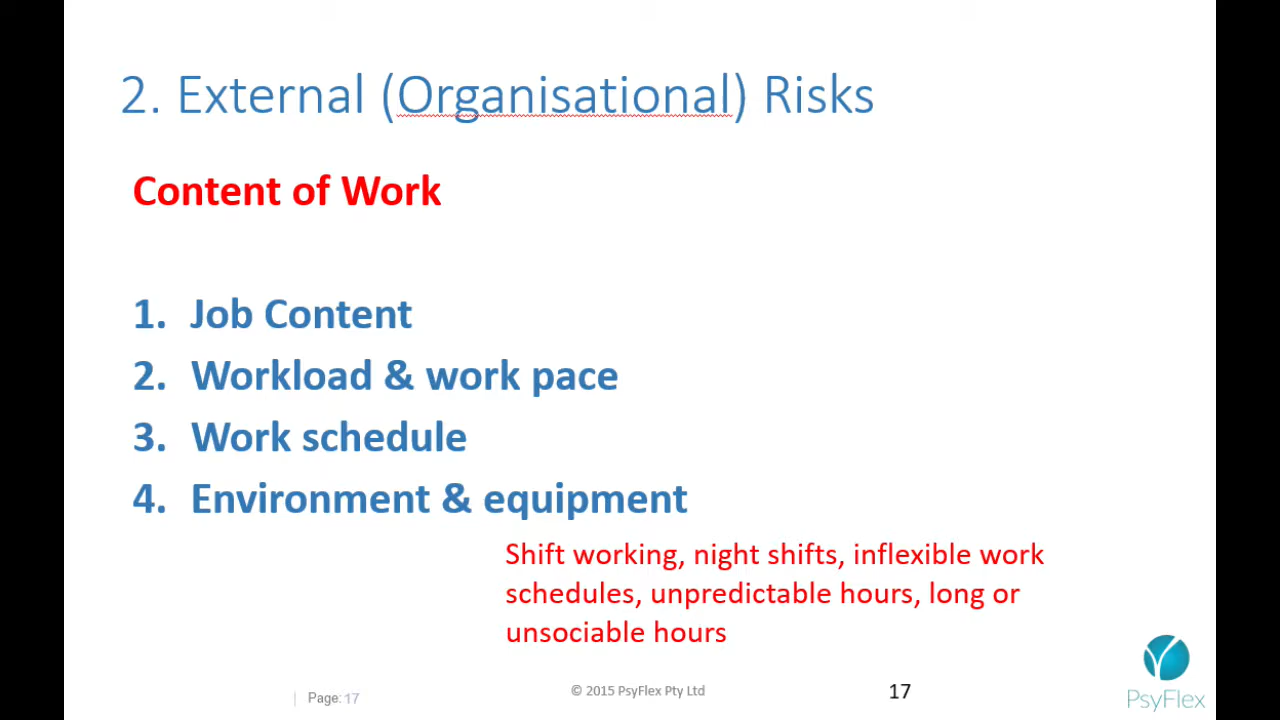 2. External (Organisational) Risks
Content of Work
1. Job Content
2. Workload & work pace
3. Work schedule
4. Environment & equipment
Shift working, night shifts, inflexible work
schedules, unpredictable hours, long or
unsociable hours
Page: 17
© 2015 PsyFlex Pty Ltd
17
PsyFlex